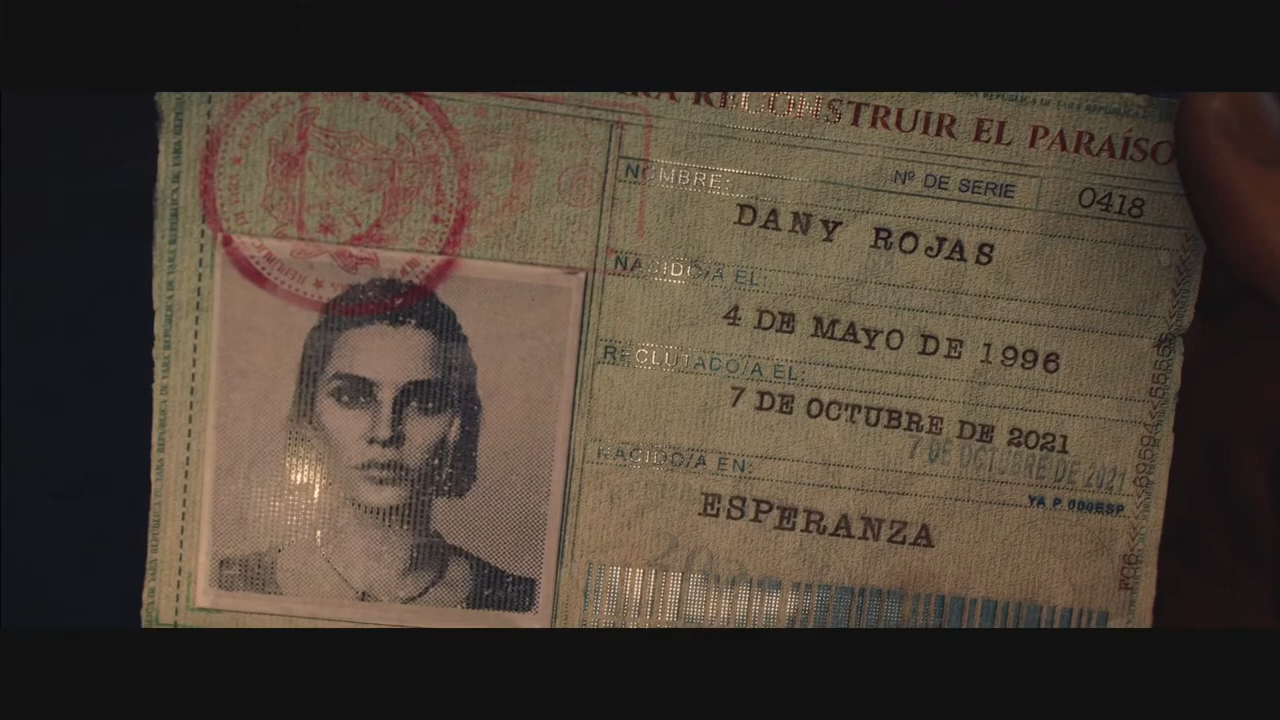 RECONSTRUIR EL PARAÍSO
NOMBRE:
Nº DE SERIE
0418
DANY ROJAS
NACIDO/A EL:
4 DE MAYO DE 1996
RECLUTADO/A EL:
7 DE OCTUBRE DE 2021
7 DE OCTUBRE DE 2021
NACIDO/A EN:
YA P 000ESP
ESPERANZA